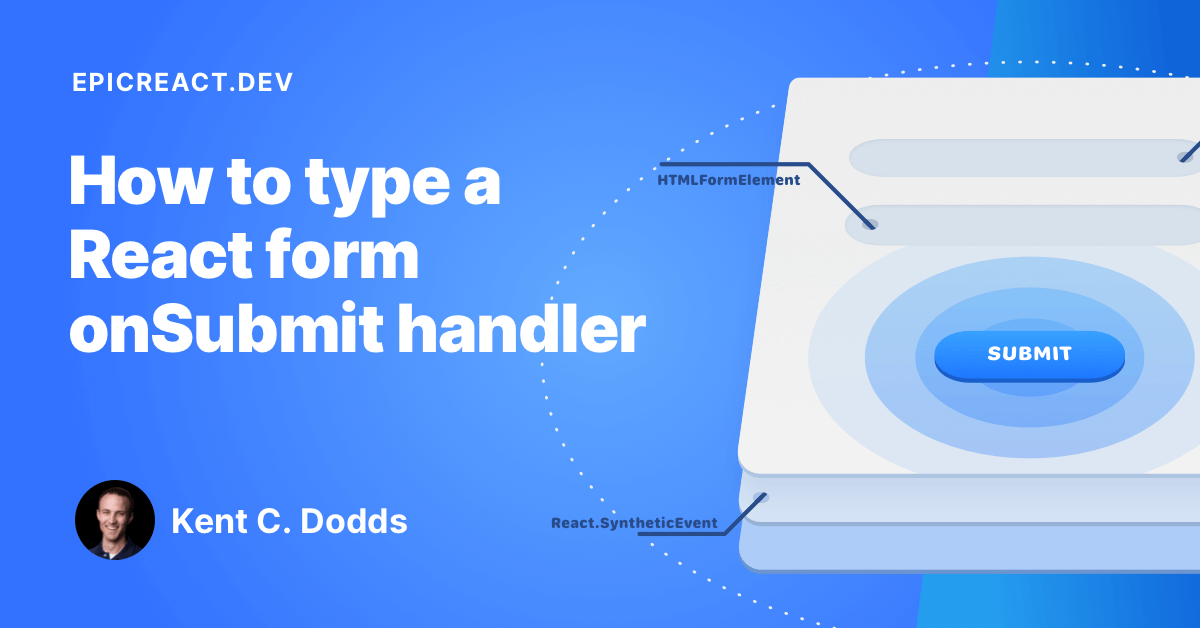 EPICREACT.DEV
How to type a
React form
onSubmit handler
HTMLFormElement
SUBMIT
React.SyntheticEvent
Kent C. Dodds